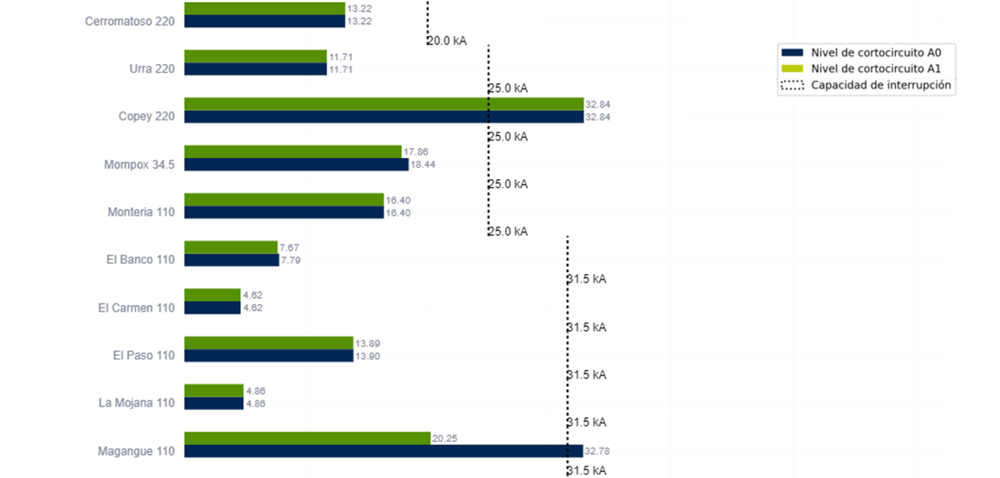 13.22
Cerromatoso 220
13.22
20.0 kA
Nivel de cortocircuito A0
Nivel de cortocircuito A1
Capacidad de interrupción
11.71
Urra 220
11.71
25.0 kA
32.84
Copey 220
32.84
25.0 kA
17.86
Mompox 34.5
18.44
25.0 kA
16.40
Monteria 110
16.40
25.0 kA
7.67
El Banco 110
7.79
31.5 kA
4.62
El Carmen 110
4.62
31.5 kA
13.89
El Paso 110
13.90
31.5 kA
4.86
La Mojana 110
4.86
31.5 kA
20.25
Magangue 110
32.78
31.5 kA